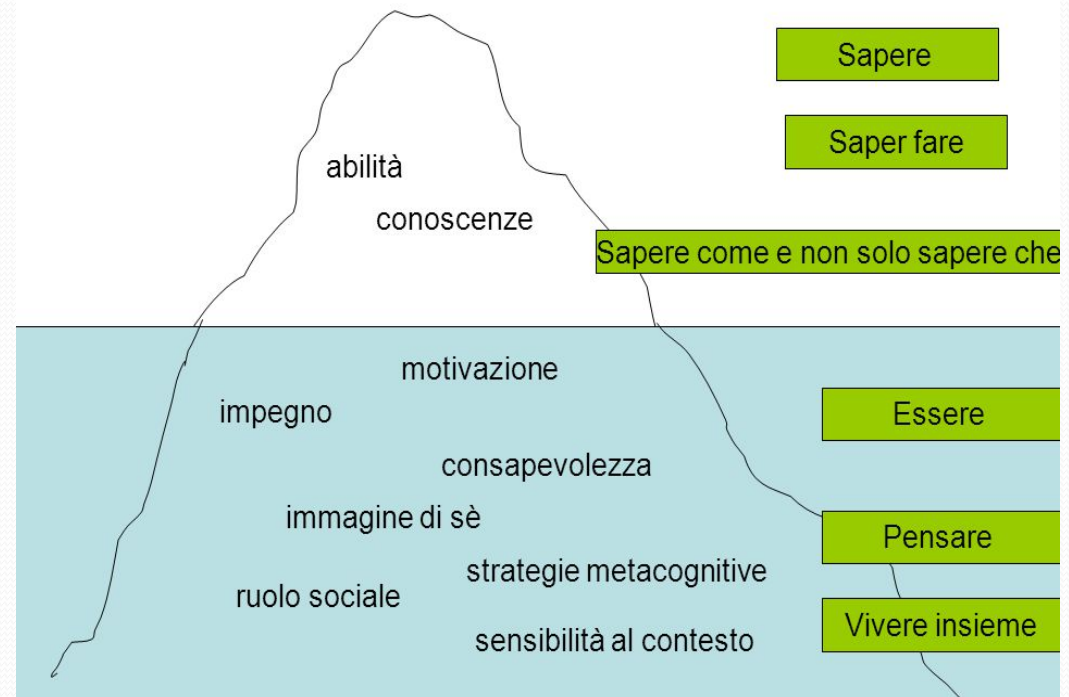 Sapere
Saper fare
abilità
conoscenze
Sapere come e non solo sapere che
motivazione
impegno
Essere
consapevolezza
immagine di sè
Pensare
strategie metacognitive
ruolo sociale
Vivere insieme
sensibilità al contesto